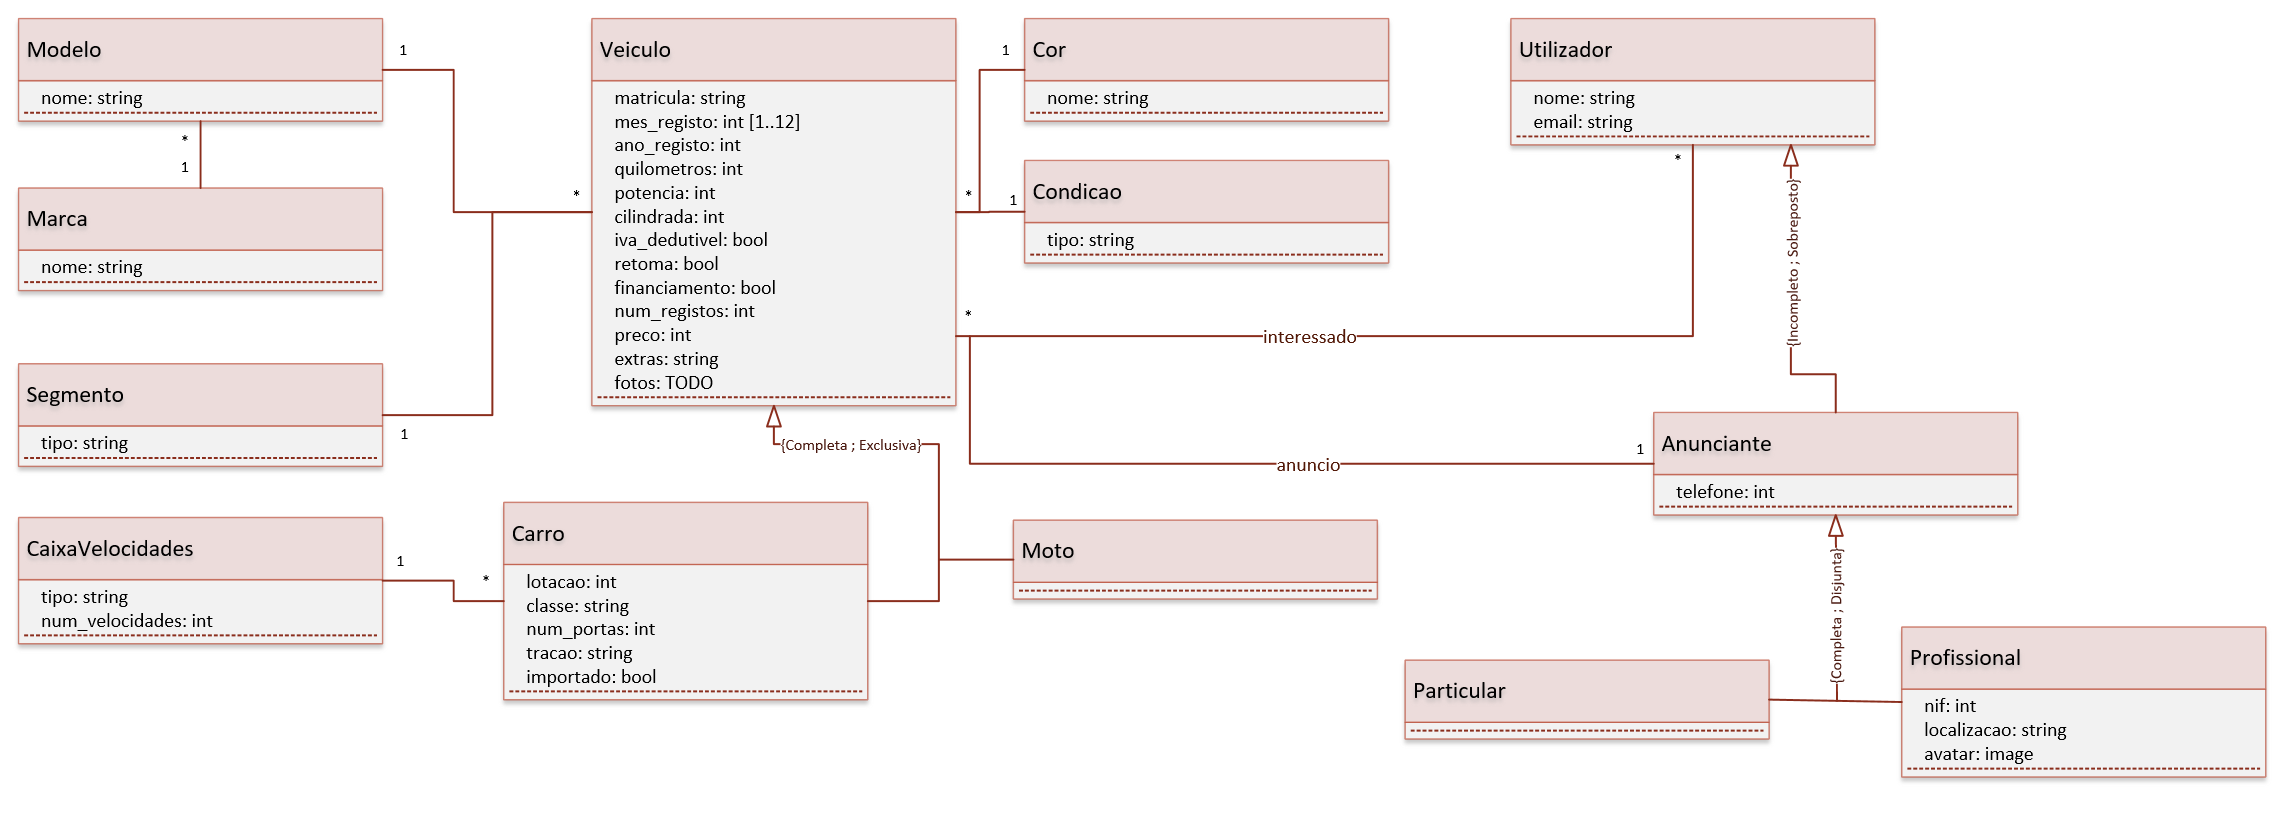 Modelo
nome: string
1
*
1
Marca
nome: string
Segmento
tipo: string
1
CaixaVelocidades
tipo: string
num_velocidades: int
1
*
Veiculo
matricula: string
mes_registo: int [1..12]
ano_registo: int
quilometros: int
potencia: int
cilindrada: int
iva_dedutivel: bool
retoma: bool
financiamento: bool
num_registos: int
preco: int
extras: string
fotos: TODO
*
{Completa ; Exclusiva}
Carro
lotacao: int
classe: string
num_portas: int
tracao: string
importado: bool
Moto
1
Cor
nome: string
*
1
Condicao
tipo: string
*
interessado
*
anuncio
1
Utilizador
nome: string
email: string
{Incompleto ; Sobreposto}
Anunciante
telefone: int
{Completa ; Disjunta}
Particular
Profissional
nif: int
localizacao: string
avatar: image